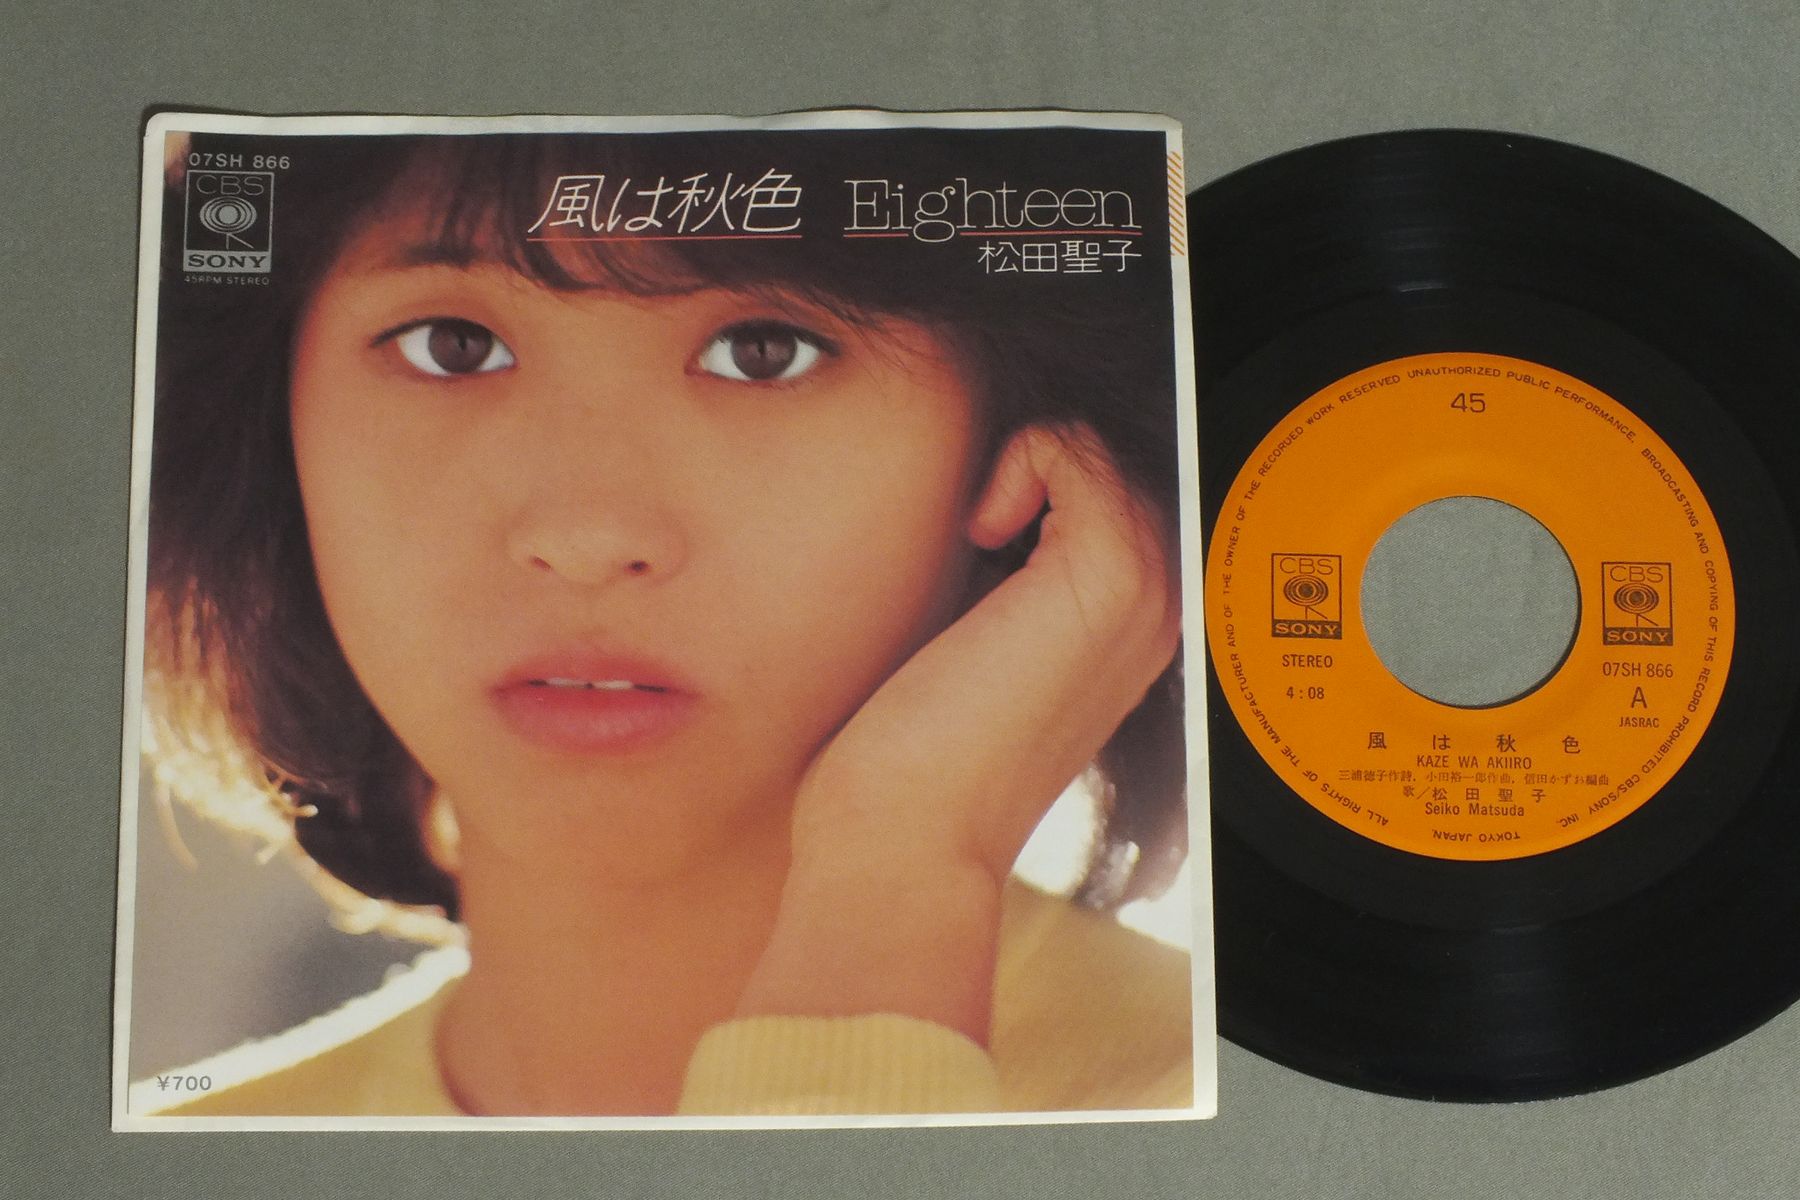 07SH 866
CBS
SONY
45RPM STEREO
風は秋色 Eighteen
松田聖子
¥700
45
CBS
SONY
STEREO
4:08
CBS
SONY
07SH 866
A
JASRAC
風は秋色
KAZE WA AKIIRO
三浦徳子作詩, 小田裕一郎作曲, 信田かずお編曲
歌/松田聖子
Seiko Matsuda
ALL RIGHTS OF THE MANUFACTURER AND OF THE OWNER OF THE RECORDED WORK RESERVED UNAUTHORIZED PUBLIC PERFORMANCE, BROADCASTING AND COPYING OF THIS RECORD PROHIBITED CBS/SONY INC. TOKYO JAPAN.